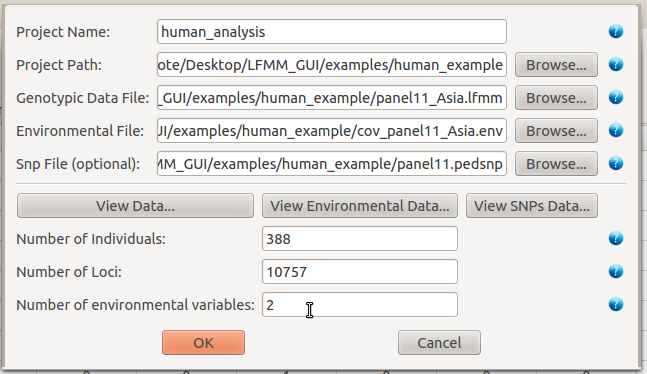 Project Name: human_analysis
Project Path: ote/Desktop/LFMM_GUI/examples/human_example Browse...
Genotypic Data File: _GUI/examples/human_example/panel11_Asia.lfmm Browse...
Environmental File: JI/examples/human_example/cov_panel11_Asia.env Browse...
Snp File (optional): MM_GUI/examples/human_example/panel11.pedsnp Browse...
View Data... View Environmental Data... View SNPs Data...
Number of Individuals: 388
Number of Loci: 10757
Number of environmental variables: 2
OK Cancel